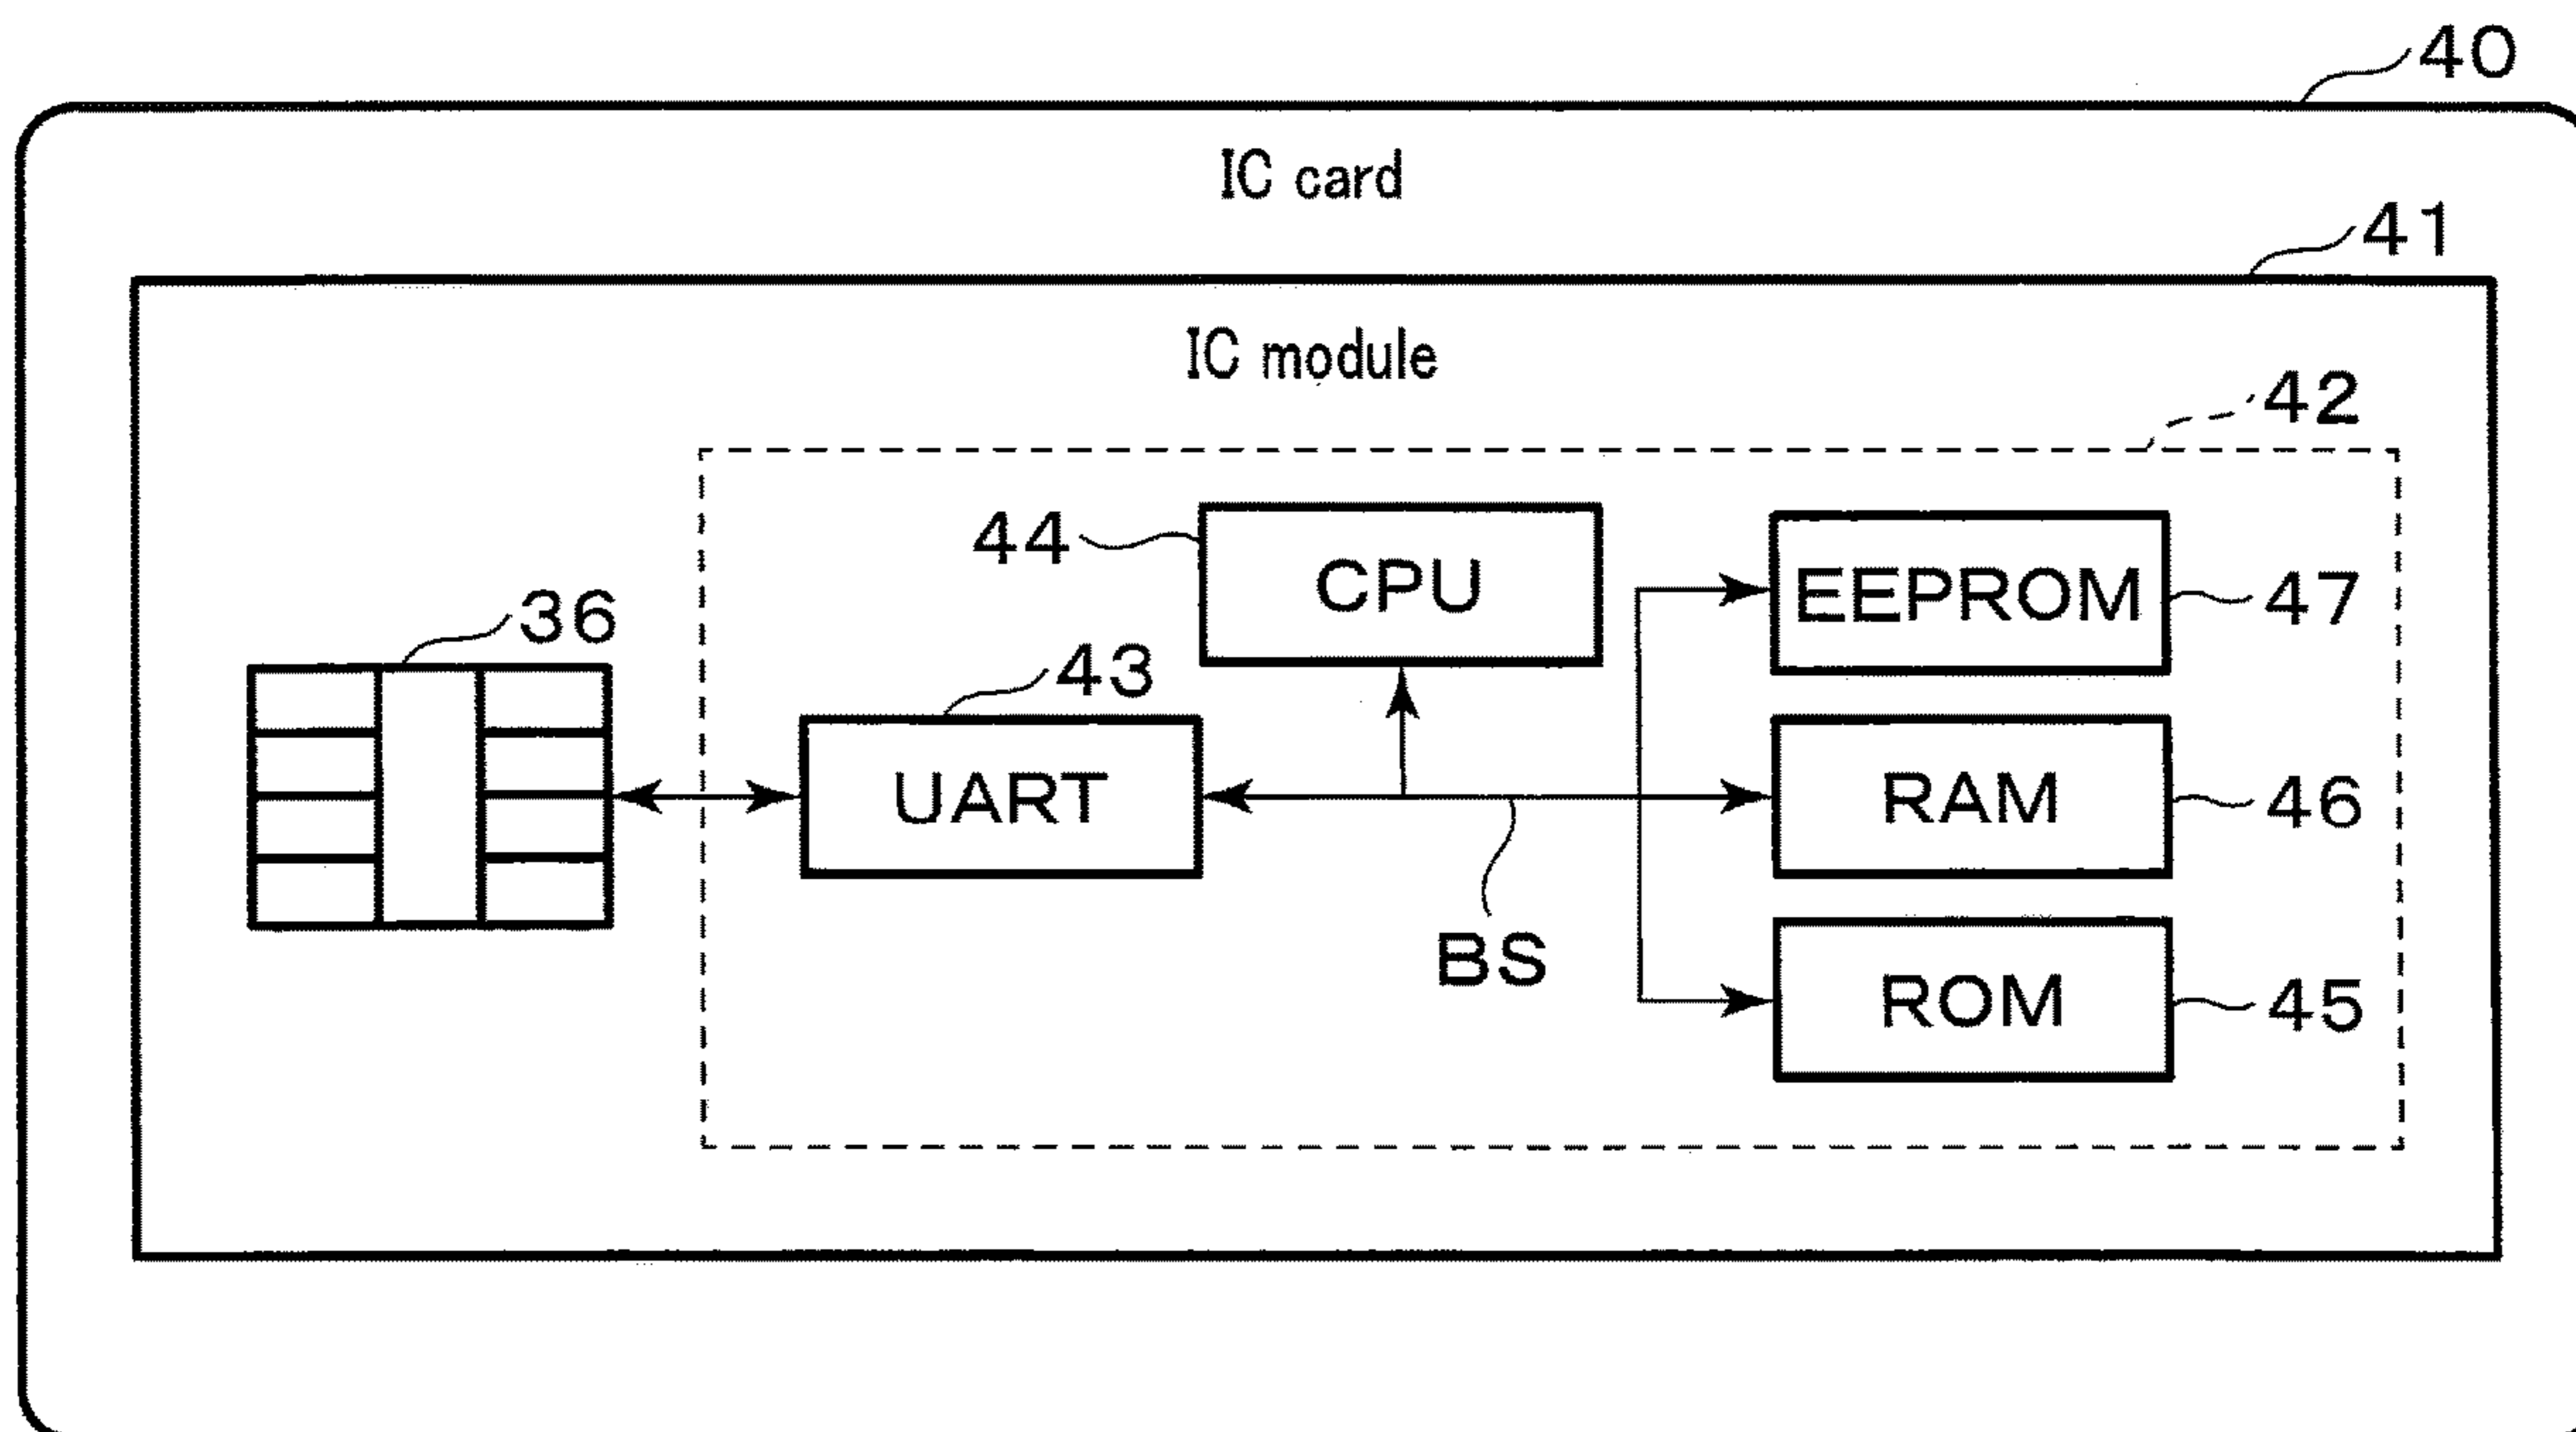 40
IC card
41
IC module
42
44
CPU
EEPROM
47
36
43
UART
RAM
46
BS
ROM
45